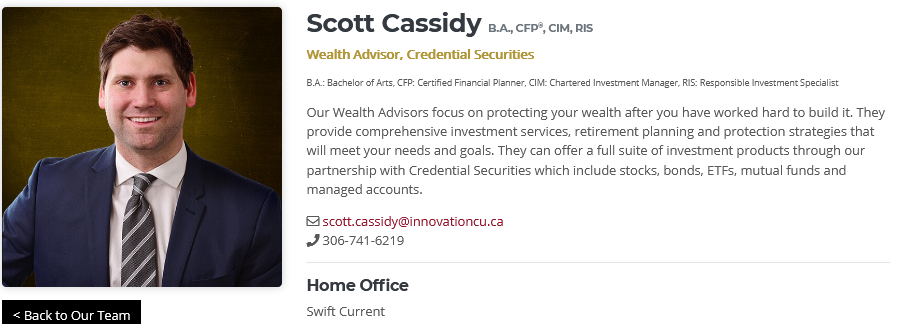 Scott Cassidy B.A., CFP®, CIM, RIS
Wealth Advisor, Credential Securities
B.A.: Bachelor of Arts, CFP: Certified Financial Planner, CIM: Chartered Investment Manager, RIS: Responsible Investment Specialist
Our Wealth Advisors focus on protecting your wealth after you have worked hard to build it. They
provide comprehensive investment services, retirement planning and protection strategies that
will meet your needs and goals. They can offer a full suite of investment products through our
partnership with Credential Securities which include stocks, bonds, ETFs, mutual funds and
managed accounts.
scott.cassidy@innovationcu.ca
306-741-6219
Home Office
Swift Current
< Back to Our Team